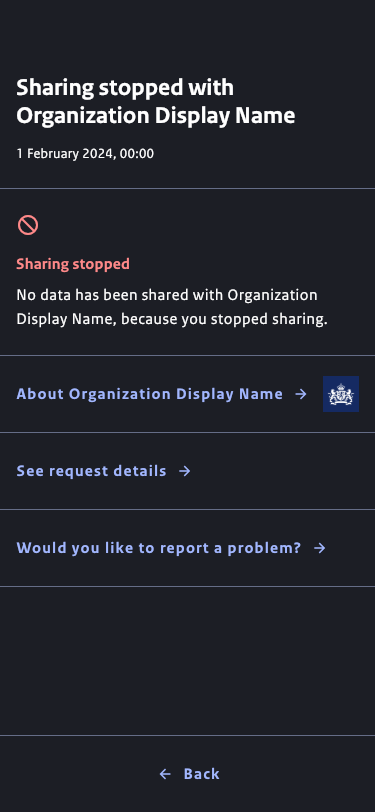 Sharing stopped with
Organization Display Name
1 February 2024, 00:00
Sharing stopped
No data has been shared with Organization
Display Name, because you stopped sharing.
About Organization Display Name
See request details
Would you like to report a problem?
Back